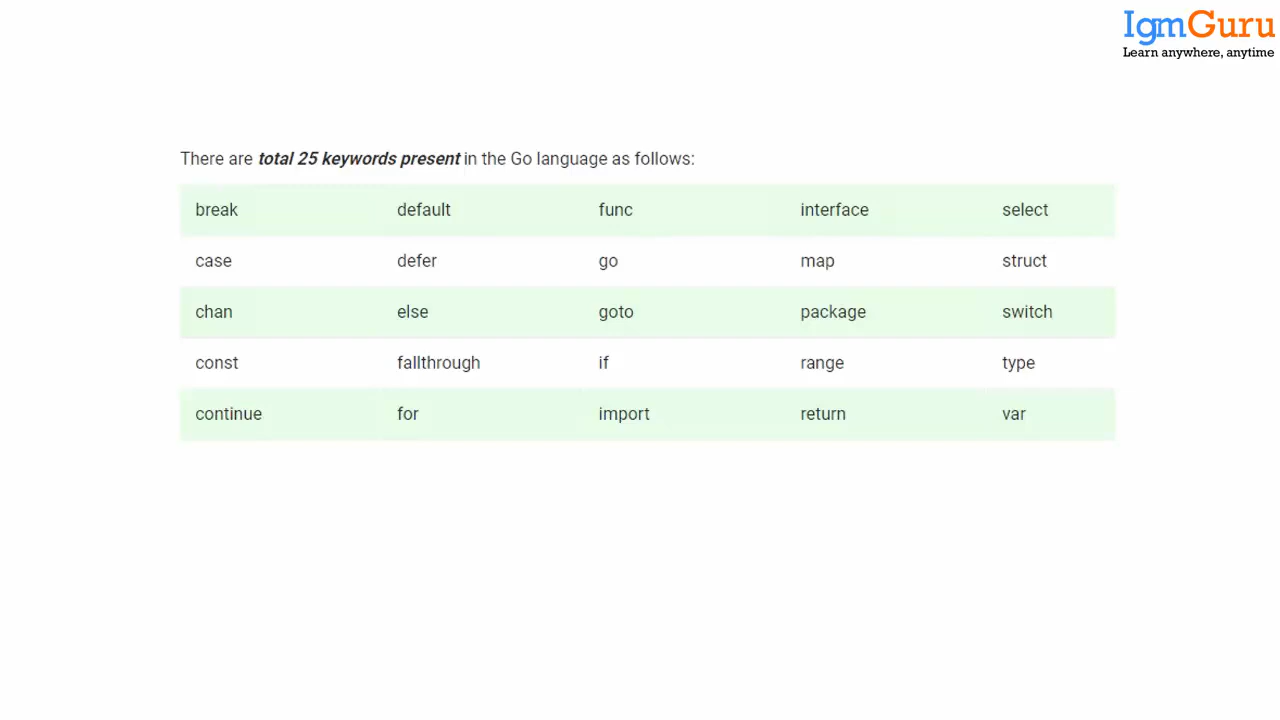 IgmGuru
Learn anywhere, anytime
There are total 25 keywords present in the Go language as follows:
break default func interface select
case defer go map struct
chan else goto package switch
const fallthrough if range type
continue for import return var